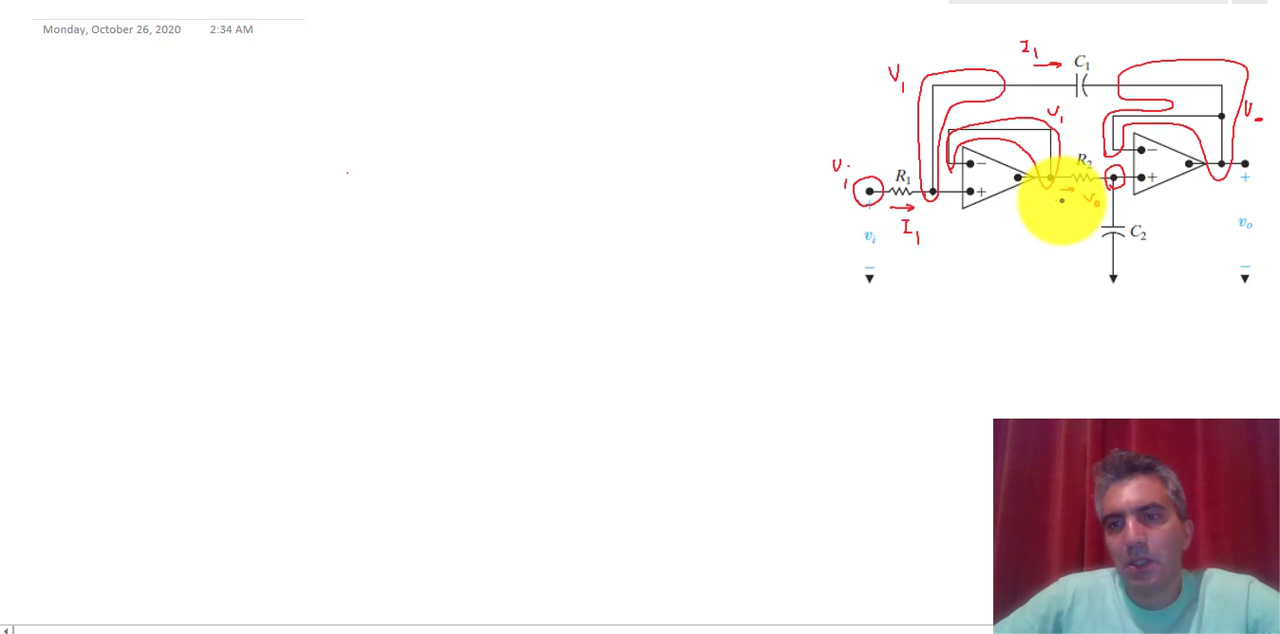 Monday, October 26, 2020 2:34 AM
I1 C1
V1
V1
Vo
Vi R1 R2
− −
+ +
+
Vo
I1
vi C2 vo
− −